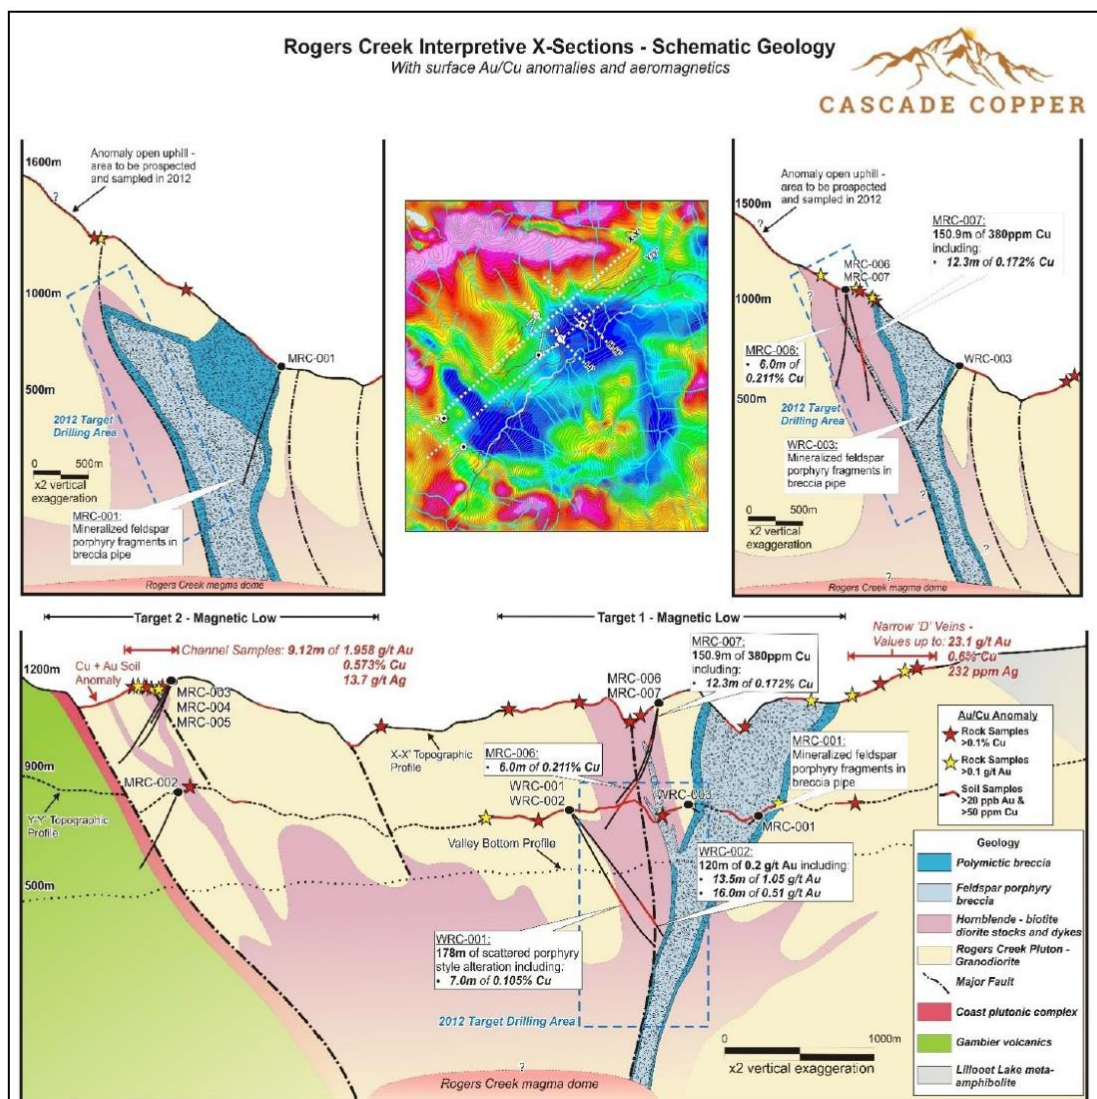 Rogers Creek Interpretive X-Sections - Schematic Geology
With surface Au/Cu anomalies and aeromagnetics
CASCADE COPPER
1600m
Anomaly open uphill -
area to be prospected
and sampled in 2012
?
1000m
MRC-001
500m
2012 Target
Drilling Area
0 500m
x2 vertical
exaggeration
MRC-001:
Mineralized feldspar
porphyry fragments in
breccia pipe
Rogers Creek magma dome
X-X'
Y-Y'
1500m
?
Anomaly open uphill -
area to be prospected
and sampled in 2012
MRC-007:
150.9m of 380ppm Cu
including:
• 12.3m of 0.172% Cu
MRC-006
MRC-007
1000m
?
MRC-006:
• 6.0m of
0.211% Cu
WRC-003
500m
2012 Target
Drilling Area
WRC-003:
Mineralized feldspar
porphyry fragments in
breccia pipe
0 500m
x2 vertical
exaggeration
?
?
?
Rogers Creek magma dome
Target 2 - Magnetic Low
Target 1 - Magnetic Low
Channel Samples: 9.12m of 1.958 g/t Au
0.573% Cu
13.7 g/t Ag
Narrow 'D' Veins -
Values up to: 23.1 g/t Au
0.6% Cu
232 ppm Ag
1200m
Cu + Au Soil
Anomaly
MRC-003
MRC-004
MRC-005
MRC-007:
150.9m of 380ppm Cu
including:
• 12.3m of 0.172% Cu
MRC-006
MRC-007
X-X' Topographic
Profile
MRC-006:
• 6.0m of 0.211% Cu
MRC-001:
Mineralized feldspar
porphyry fragments in
breccia pipe
900m
MRC-002
WRC-001
WRC-002
WRC-003
MRC-001
Y-Y' Topographic
Profile
Valley Bottom Profile
500m
WRC-002:
120m of 0.2 g/t Au including:
• 13.5m of 1.05 g/t Au
• 16.0m of 0.51 g/t Au
WRC-001:
178m of scattered porphyry
style alteration including:
• 7.0m of 0.105% Cu
2012 Target Drilling Area
0 1000m
x2 vertical exaggeration
?
Rogers Creek magma dome
Au/Cu Anomaly
Rock Samples
>0.1% Cu
Rock Samples
>0.1 g/t Au
Soil Samples
>20 ppb Au &
>50 ppm Cu
Geology
Polymictic breccia
Feldspar porphyry
breccia
Hornblende - biotite
diorite stocks and dykes
Rogers Creek Pluton -
Granodiorite
Major Fault
Coast plutonic complex
Gambier volcanics
Lillooet Lake meta-
amphibolite